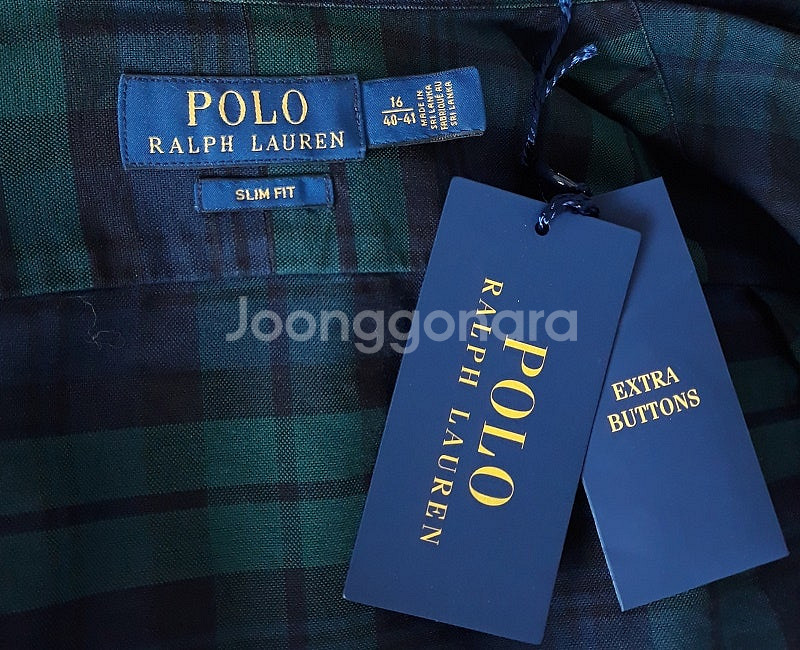 POLO
RALPH LAUREN
16
40-41
MADE IN
SRI LANKA
FABRIQUÉ AU
SRI LANKA
SLIM FIT
Joonggonara
POLO
RALPH LAUREN
EXTRA
BUTTONS